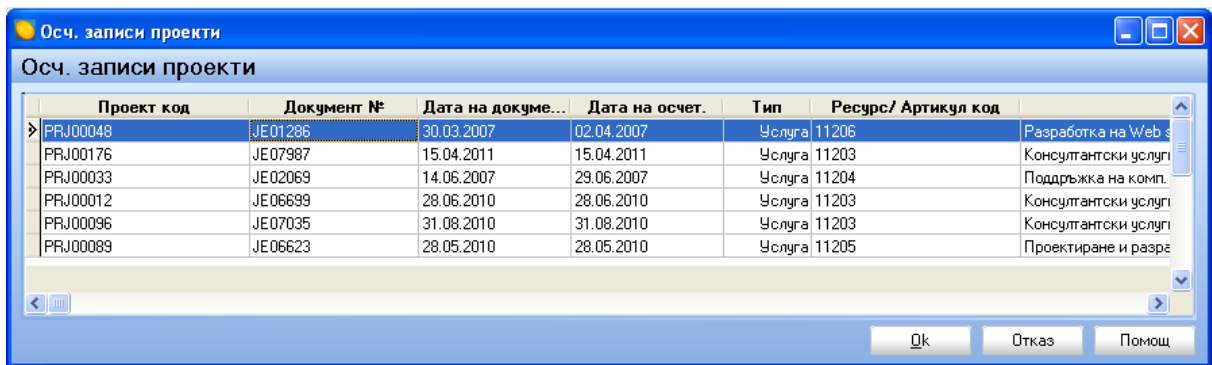 Осч. записи проекти
Осч. записи проекти
Проект код Документ № Дата на докуме... Дата на осчет. Тип Ресурс/ Артикул код
PRJ00048 JE01286 30.03.2007 02.04.2007 Услуга 11206 Разработка на Web s
PRJ00176 JE07987 15.04.2011 15.04.2011 Услуга 11203 Консултантски услуги
PRJ00033 JE02069 14.06.2007 29.06.2007 Услуга 11204 Поддръжка на комп.
PRJ00012 JE06699 28.06.2010 28.06.2010 Услуга 11203 Консултантски услуги
PRJ00096 JE07035 31.08.2010 31.08.2010 Услуга 11203 Консултантски услуги
PRJ00089 JE06623 28.05.2010 28.05.2010 Услуга 11205 Проектиране и разра
Ok Отказ Помощ